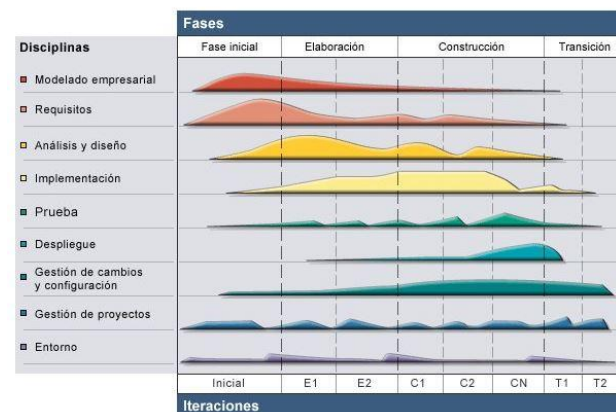 Fases
Disciplinas
Fase inicial
Elaboración
Construcción
Transición
Modelado empresarial
Requisitos
Análisis y diseño
Implementación
Prueba
Despliegue
Gestión de cambios
y configuración
Gestión de proyectos
Entorno
Inicial
E1
E2
C1
C2
CN
T1
T2
Iteraciones